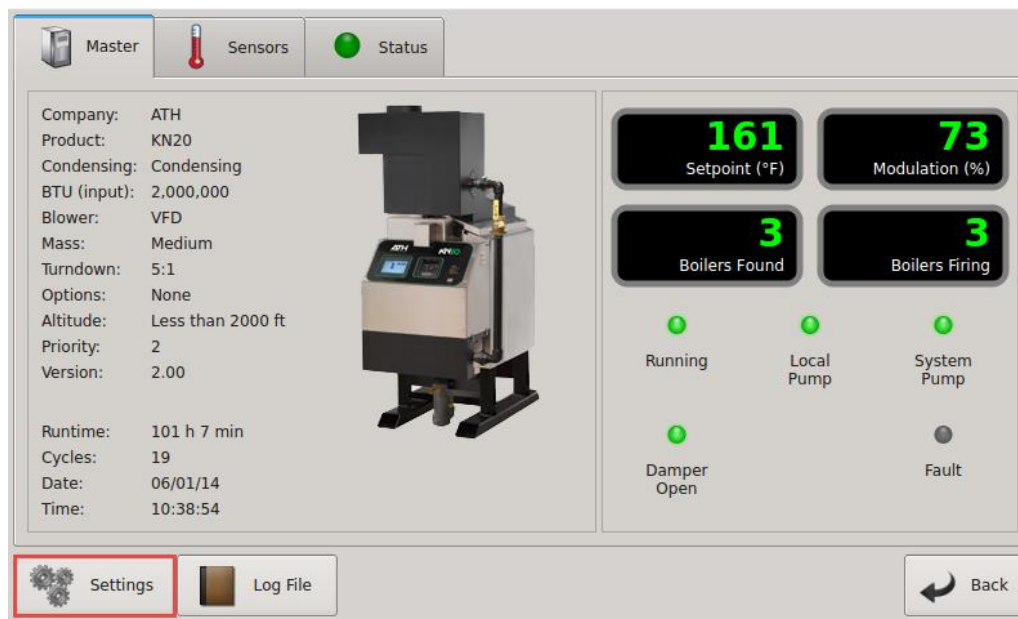 Master
Sensors
Status
Company: ATH
Product: KN20
Condensing: Condensing
BTU (input): 2,000,000
Blower: VFD
Mass: Medium
Turndown: 5:1
Options: None
Altitude: Less than 2000 ft
Priority: 2
Version: 2.00
Runtime: 101 h 7 min
Cycles: 19
Date: 06/01/14
Time: 10:38:54
ATH
161
Setpoint (°F)
73
Modulation (%)
3
Boilers Found
3
Boilers Firing
Running
Local
Pump
System
Pump
Damper
Open
Fault
Settings
Log File
Back